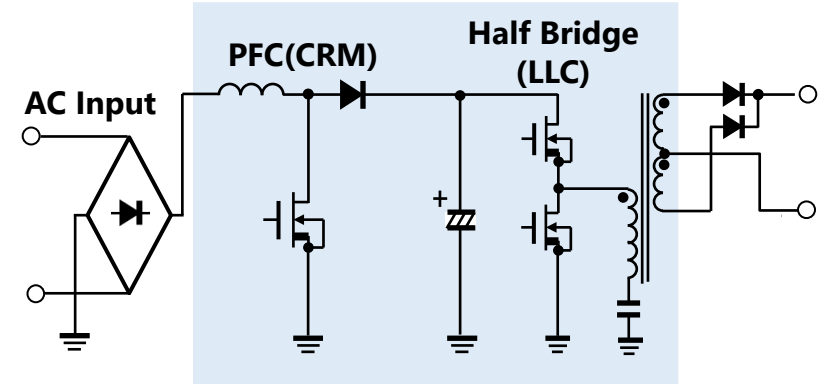 Half Bridge
(LLC)
PFC(CRM)
AC Input
+